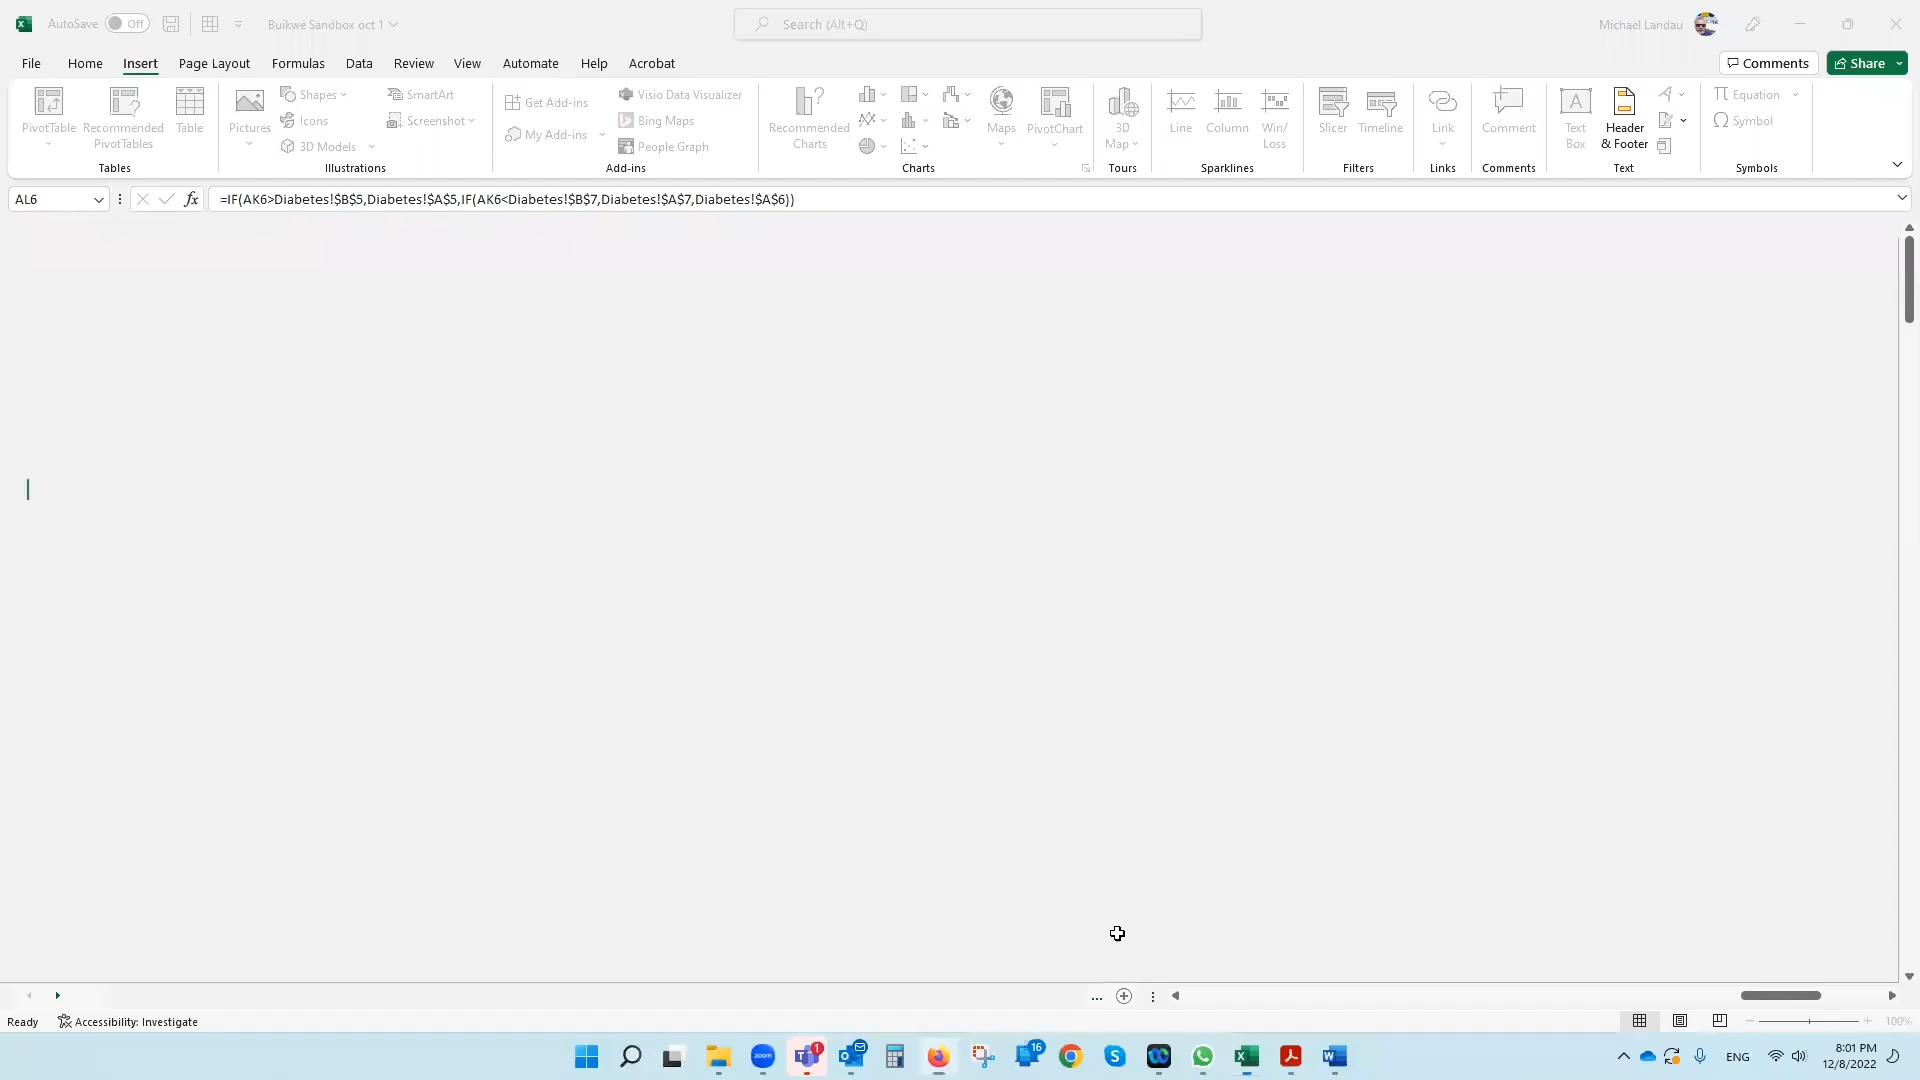 AutoSave Off Buikwe Sandbox oct 1 Search (Alt+Q) Michael Landau
File Home Insert Page Layout Formulas Data Review View Automate Help Acrobat Comments Share
PivotTable
Recommended
PivotTables
Table
Tables
Pictures
Shapes
Icons
3D Models
SmartArt
Screenshot
Illustrations
Get Add-ins
My Add-ins
Visio Data Visualizer
Bing Maps
People Graph
Add-ins
Recommended
Charts
Maps
PivotChart
Charts
3D
Map
Tours
Line
Column
Win/
Loss
Sparklines
Slicer
Timeline
Filters
Link
Links
Comment
Comments
Text
Box
Header
& Footer
Text
Equation
Symbol
Symbols
AL6 fx =IF(AK6>Diabetes!$B$5,Diabetes!$A$5,IF(AK6<Diabetes!$B$7,Diabetes!$A$7,Diabetes!$A$6))
...
Ready Accessibility: Investigate 100%
zoom 1 16 ENG 8:01 PM
12/8/2022